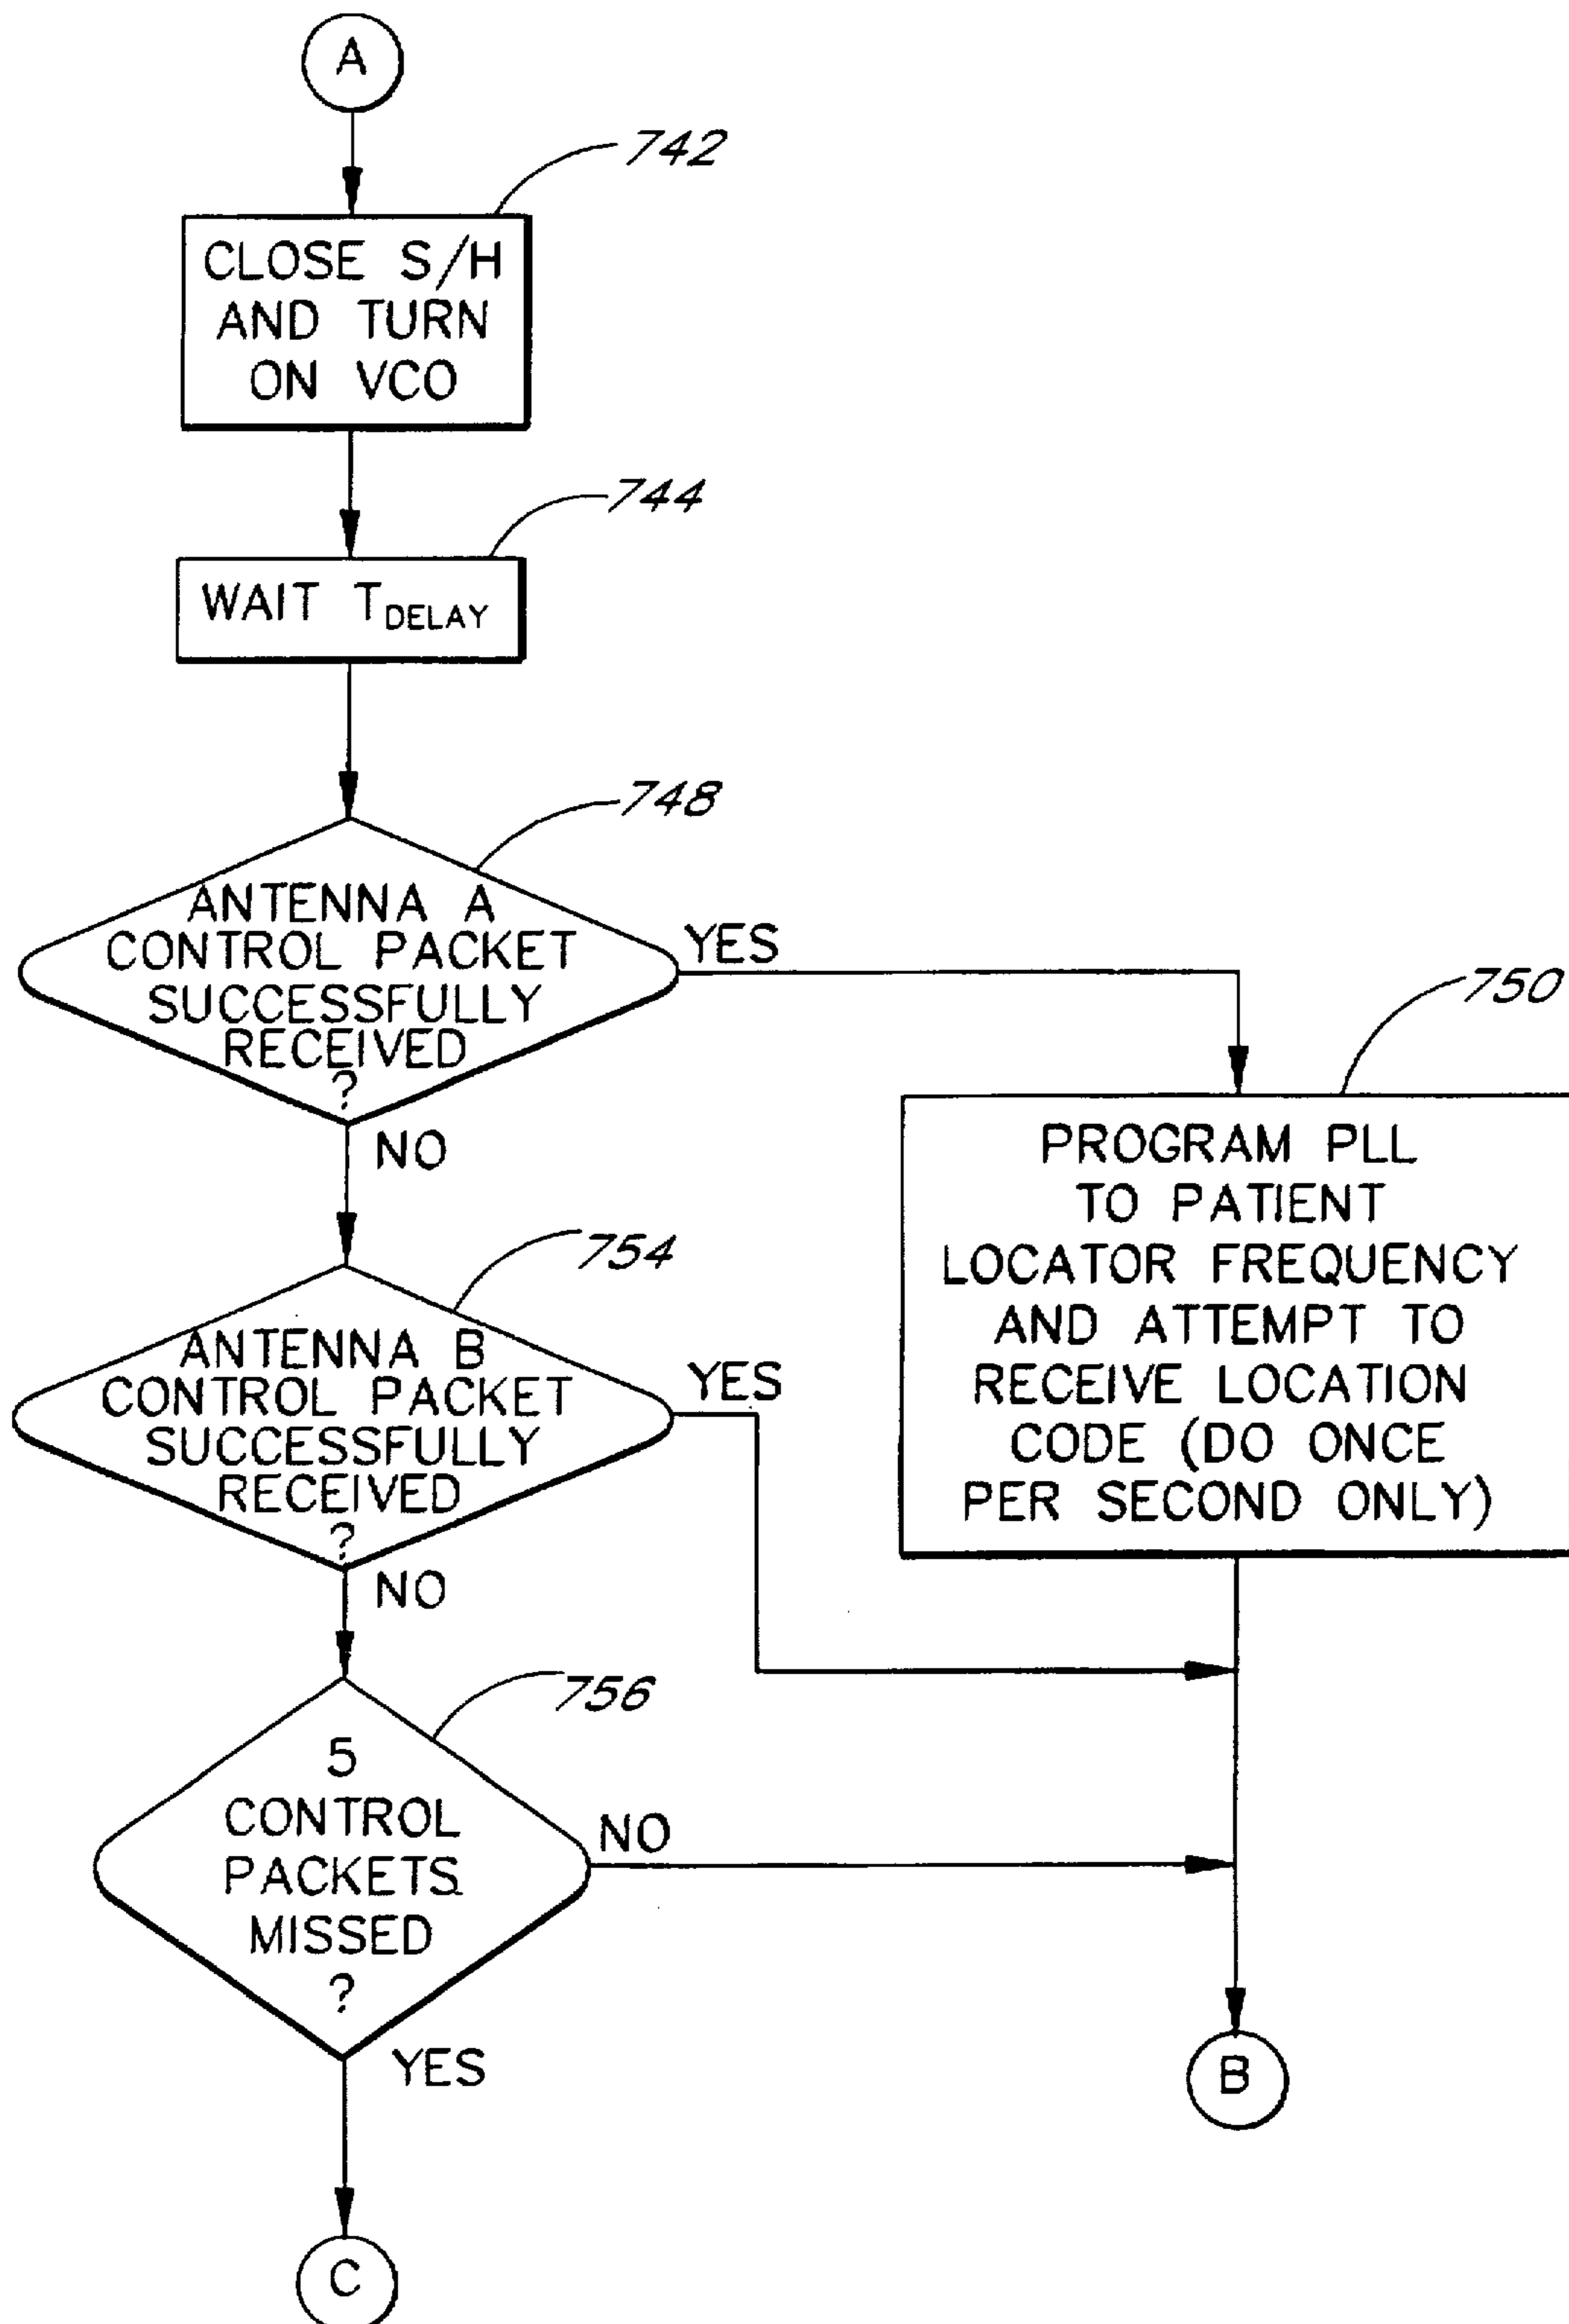 A
742
CLOSE S/H
AND TURN
ON VCO
744
WAIT TDELAY
748
ANTENNA A
CONTROL PACKET
SUCCESSFULLY
RECEIVED
?
YES
NO
750
PROGRAM PLL
TO PATIENT
LOCATOR FREQUENCY
AND ATTEMPT TO
RECEIVE LOCATION
CODE (DO ONCE
PER SECOND ONLY)
754
ANTENNA B
CONTROL PACKET
SUCCESSFULLY
RECEIVED
?
YES
NO
756
5
CONTROL
PACKETS
MISSED
?
NO
YES
B
C